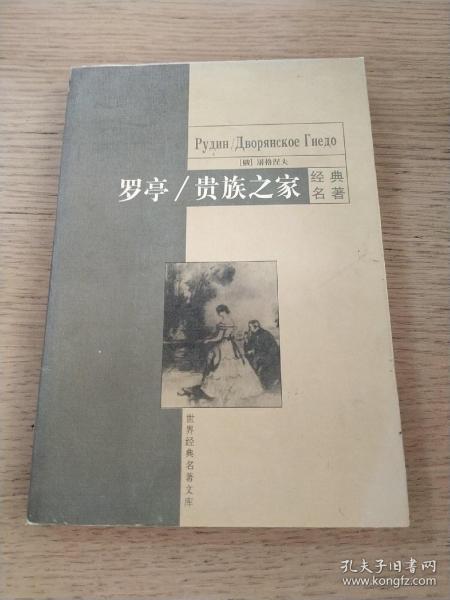 Рудин/Дворянское Гнедо
[俄] 屠格涅夫
罗亭/贵族之家
经典
名著
世界经典名著文库
孔夫子旧书网
www.kongfz.com